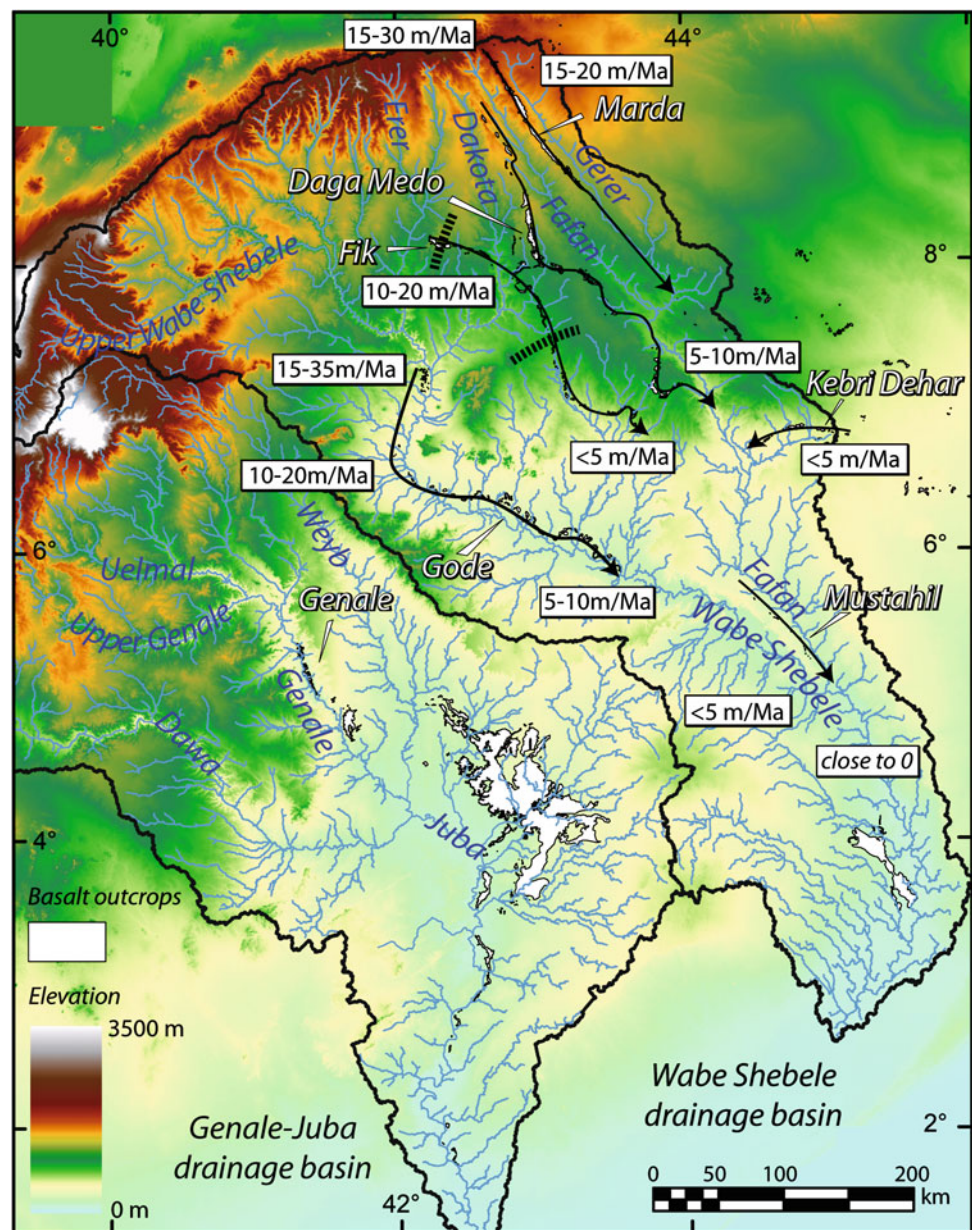 40°
44°
15-30 m/Ma
15-20 m/Ma
Marda
Erer
Dakota
Gerer
Daga Medo
Fafan
Fik
8°
10-20 m/Ma
Upper Wabe Shebele
15-35m/Ma
5-10m/Ma
Kebri Dehar
<5 m/Ma
<5 m/Ma
10-20m/Ma
Weyb
6°
6°
Uelmal
Gode
Fafan
Genale
5-10m/Ma
Mustahil
Upper Genale
Wabe Shebele
Genale
<5 m/Ma
Dawa
close to 0
Juba
4°
4°
Basalt outcrops
Elevation
3500 m
0 m
Genale-Juba
drainage basin
Wabe Shebele
drainage basin
2°
0 50 100 200
km
42°